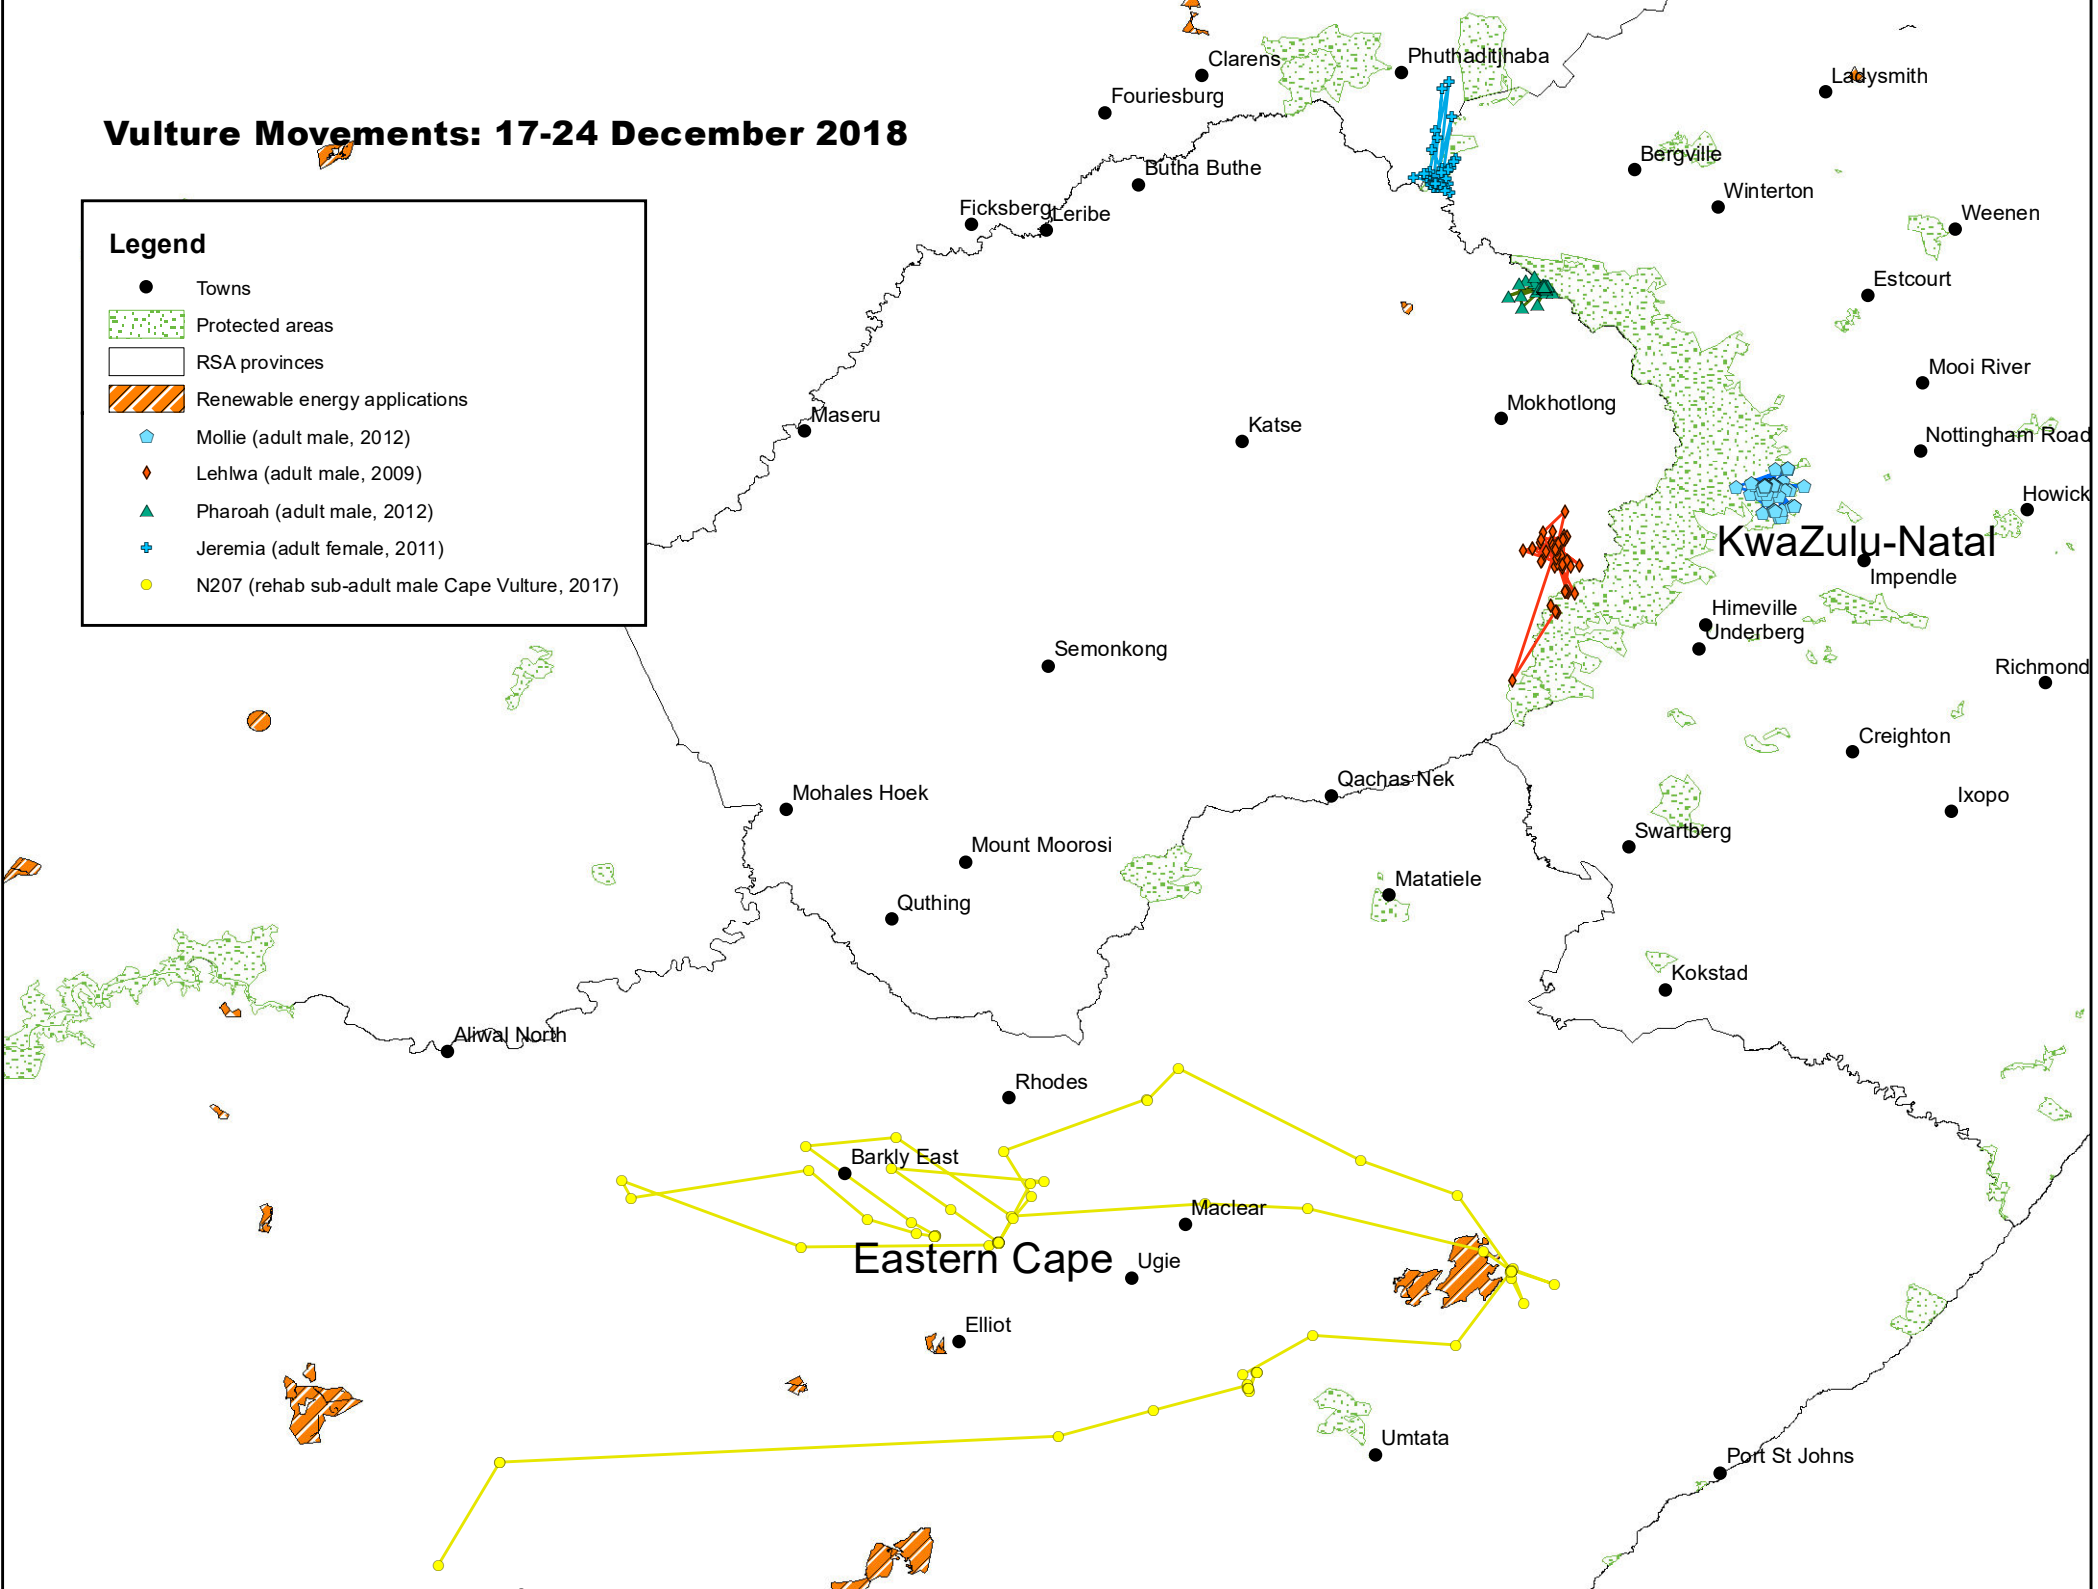 Clarens
Phuthaditjhaba
Ladysmith
Fouriesburg
Vulture Movements: 17-24 December 2018
Bergville
Butha Buthe
Winterton
Ficksberg
Leribe
Weenen
Legend
Towns
Protected areas
RSA provinces
Renewable energy applications
Mollie (adult male, 2012)
Lehlwa (adult male, 2009)
Pharoah (adult male, 2012)
Jeremia (adult female, 2011)
N207 (rehab sub-adult male Cape Vulture, 2017)
Estcourt
Mooi River
Mokhotlong
Maseru
Katse
Nottingham Road
Howick
KwaZulu-Natal
Impendle
Himeville
Underberg
Semonkong
Richmond
Creighton
Qachas Nek
Mohales Hoek
Ixopo
Swartberg
Mount Moorosi
Matatiele
Quthing
Kokstad
Aliwal North
Rhodes
Barkly East
Maclear
Eastern Cape
Ugie
Elliot
Umtata
Port St Johns